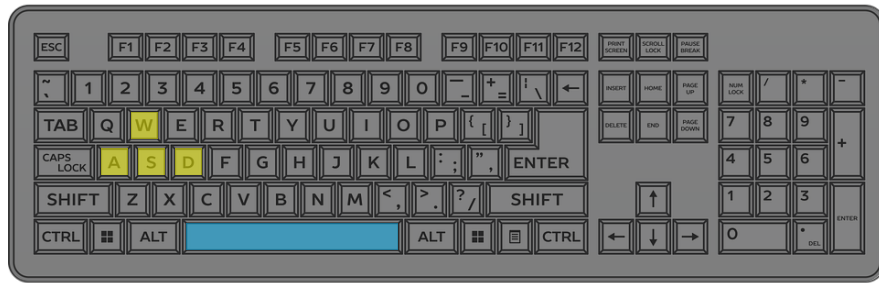 ESC F1 F2 F3 F4 F5 F6 F7 F8 F9 F10 F11 F12 PRINT SCREEN SCROLL LOCK PAUSE BREAK
~ ` 1 2 3 4 5 6 7 8 9 0 — - + = ¦ \ ← INSERT HOME PAGE UP NUM LOCK / * -
TAB Q W E R T Y U I O P { [ } ] DELETE END PAGE DOWN 7 8 9 +
CAPS LOCK A S D F G H J K L : ; " , ENTER 4 5 6
SHIFT Z X C V B N M < , > . ? / SHIFT ↑ 1 2 3 ENTER
CTRL ALT ALT CTRL ← ↓ → 0 • DEL